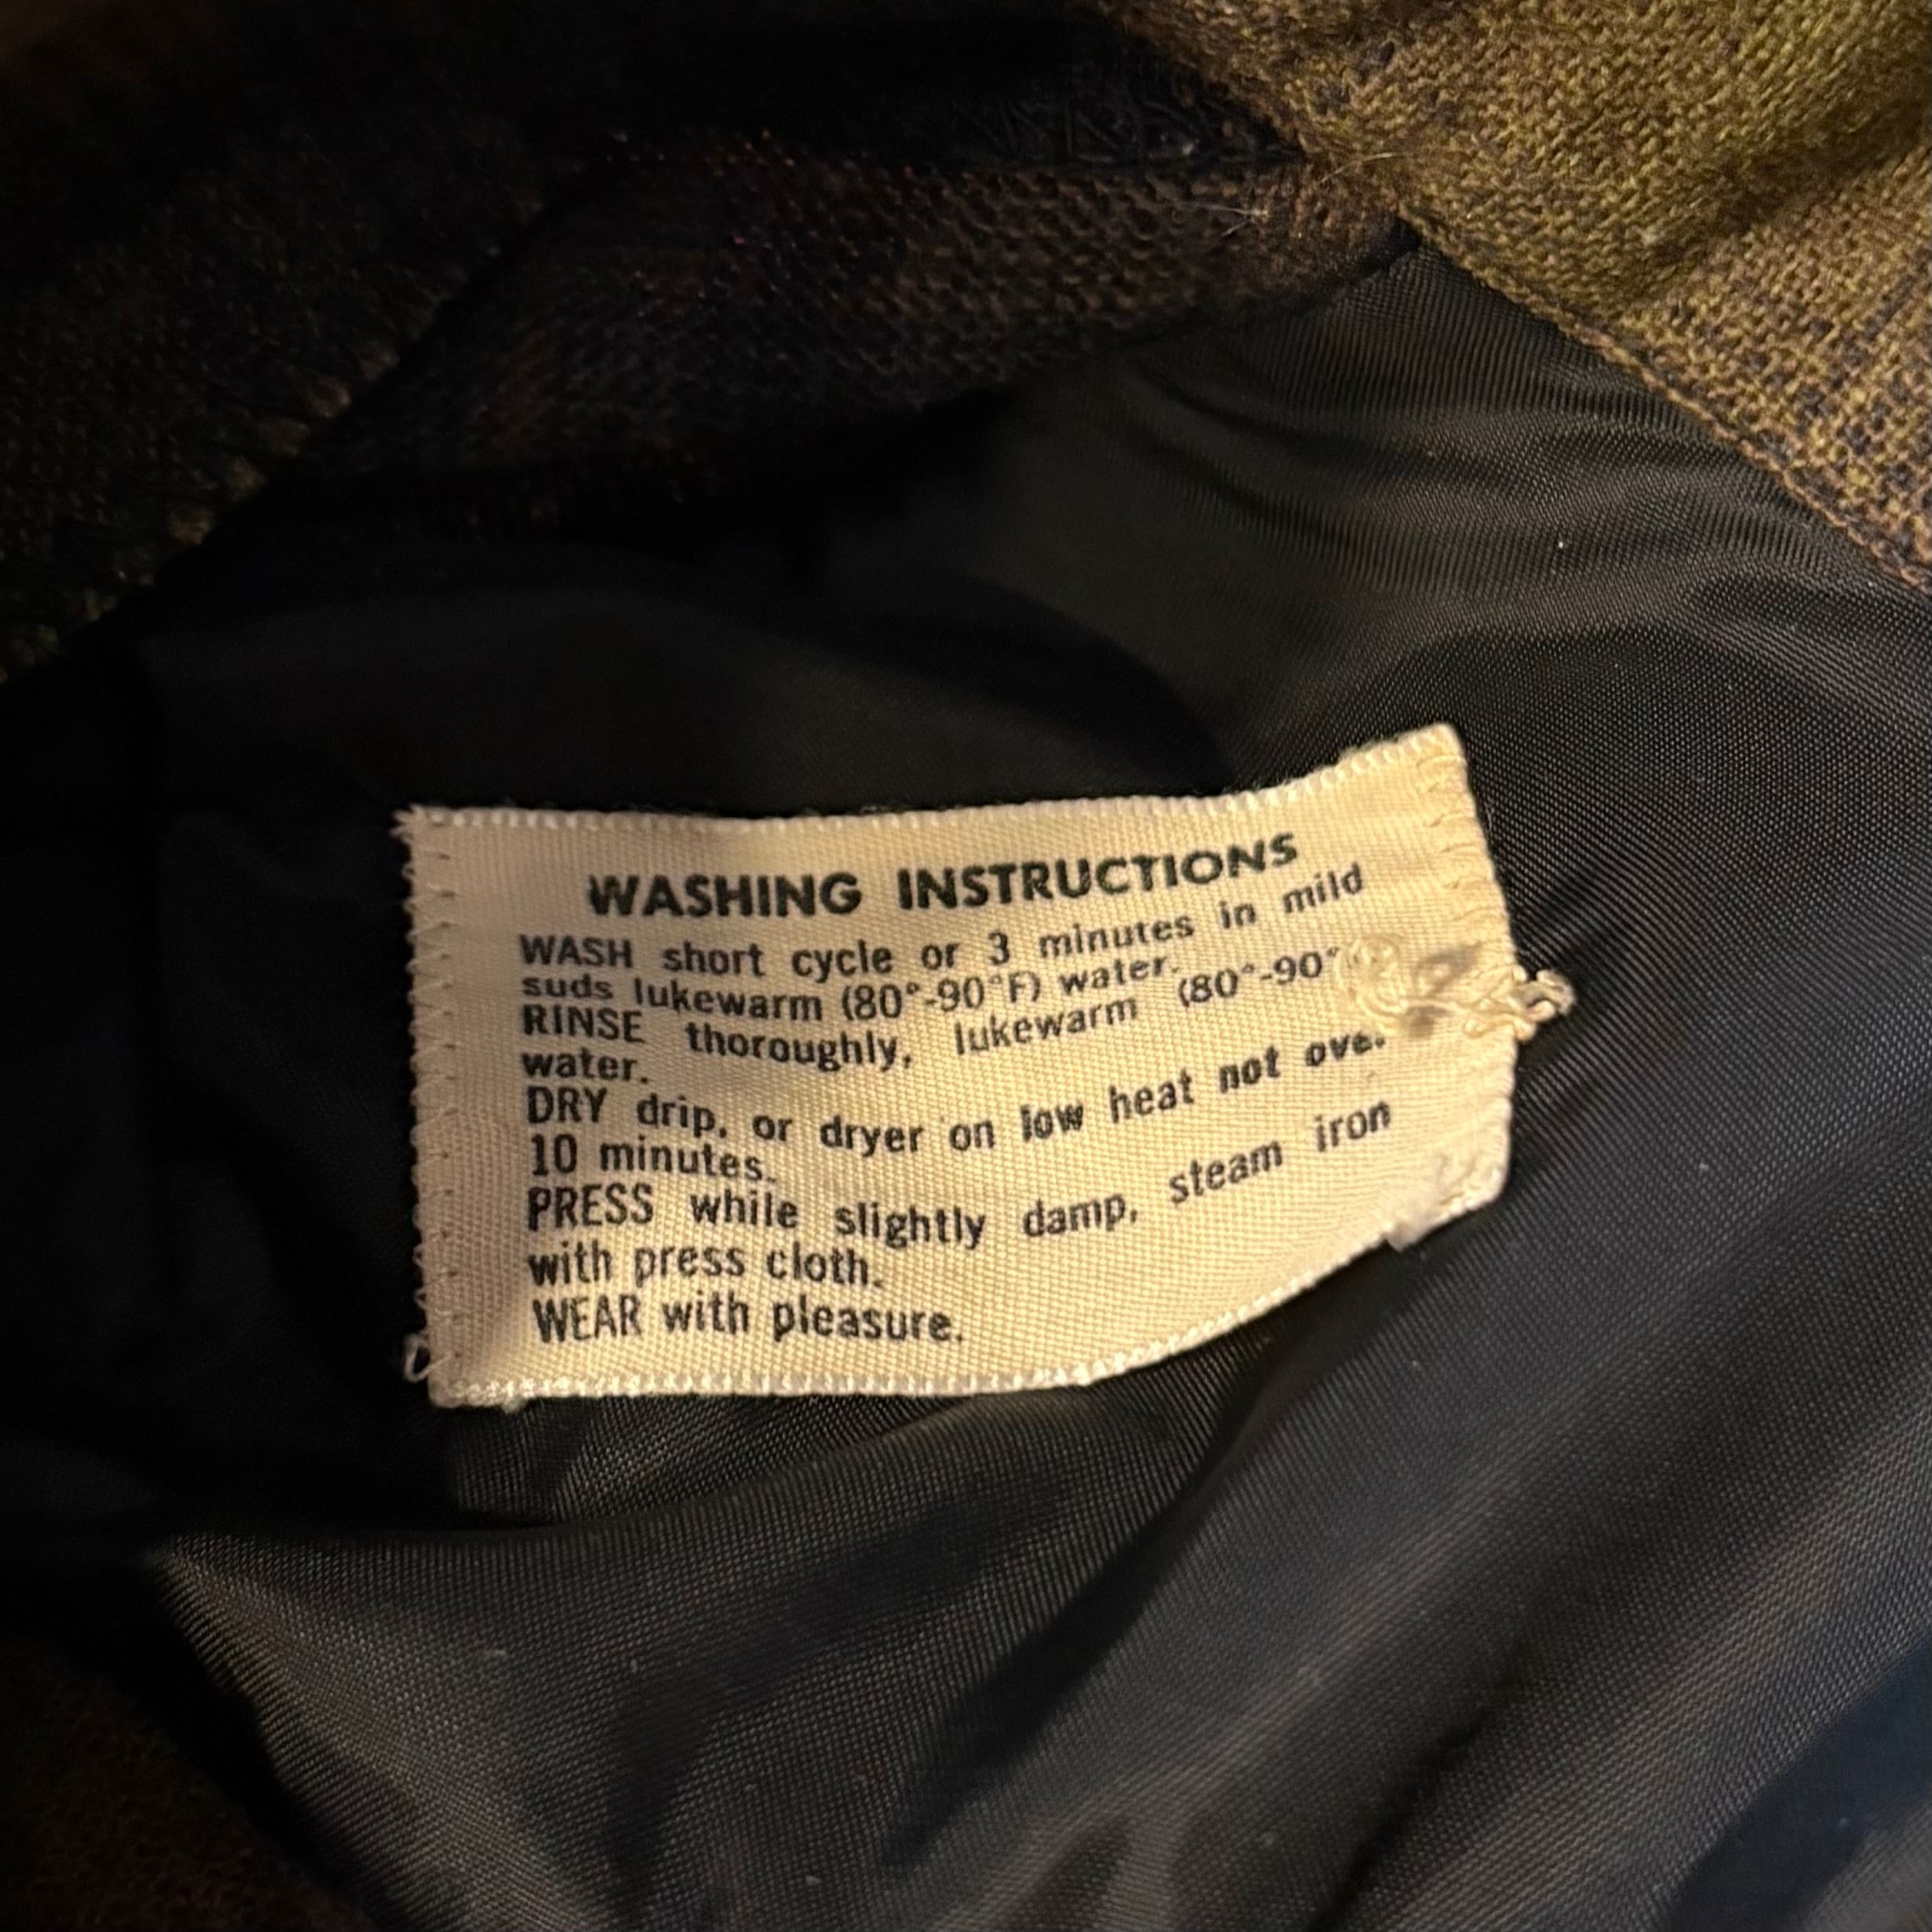 WASHING INSTRUCTIONS
WASH short cycle or 3 minutes in mild
suds lukewarm (80°-90°F) water.
RINSE thoroughly, lukewarm (80°-90°
water.
DRY drip, or dryer on low heat not over
10 minutes.
PRESS while slightly damp, steam iron
with press cloth.
WEAR with pleasure.